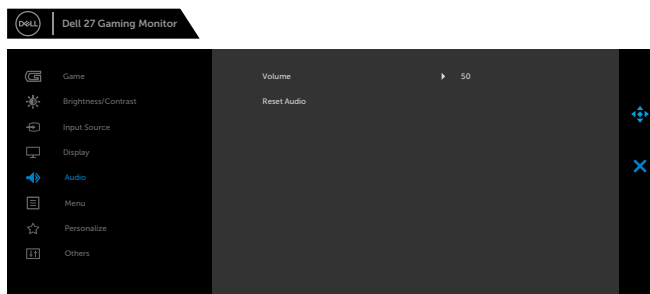 DELL
Dell 27 Gaming Monitor
Game
Volume 50
Brightness/Contrast
Reset Audio
Input Source
Display
Audio
Menu
Personalize
Others